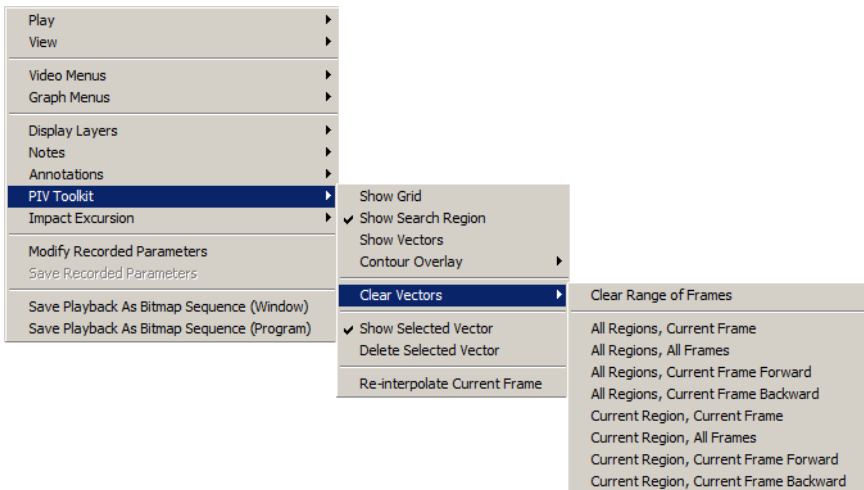 Play
View
Video Menus
Graph Menus
Display Layers
Notes
Annotations
PIV Toolkit
Impact Excursion
Modify Recorded Parameters
Save Recorded Parameters
Save Playback As Bitmap Sequence (Window)
Save Playback As Bitmap Sequence (Program)
Show Grid
Show Search Region
Show Vectors
Contour Overlay
Clear Vectors
Show Selected Vector
Delete Selected Vector
Re-interpolate Current Frame
Clear Range of Frames
All Regions, Current Frame
All Regions, All Frames
All Regions, Current Frame Forward
All Regions, Current Frame Backward
Current Region, Current Frame
Current Region, All Frames
Current Region, Current Frame Forward
Current Region, Current Frame Backward